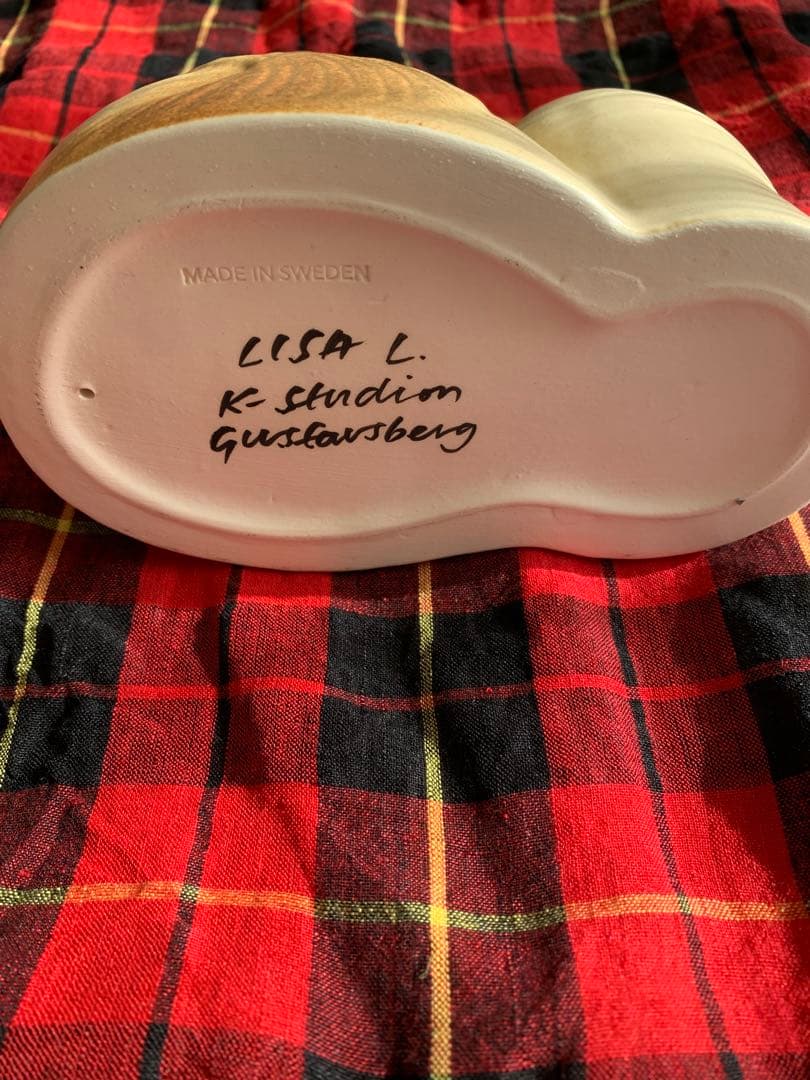 MADE IN SWEDEN
LISA L.
K-Studion
Gustavsberg